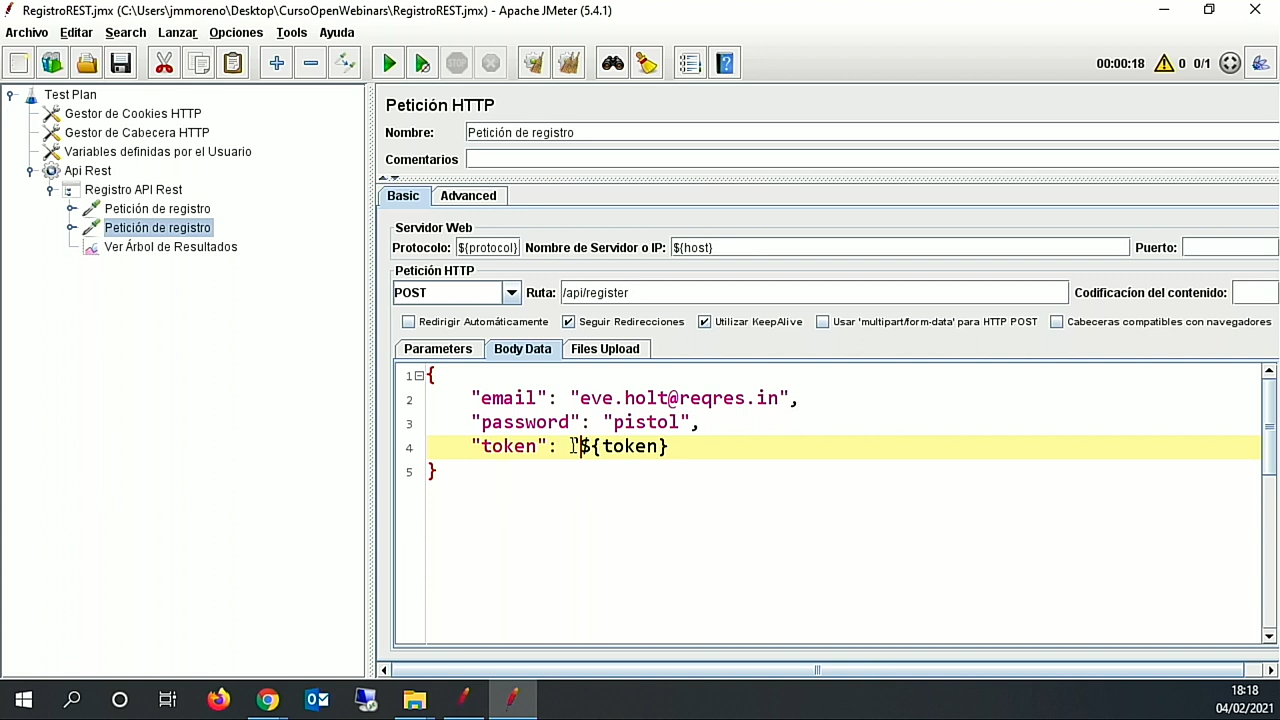 RegistroREST.jmx (C:\Users\jmmoreno\Desktop\CursoOpenWebinars\RegistroREST.jmx) - Apache JMeter (5.4.1)
Archivo Editar Search Lanzar Opciones Tools Ayuda
00:00:18 0 0/1
Test Plan
Gestor de Cookies HTTP
Gestor de Cabecera HTTP
Variables definidas por el Usuario
Api Rest
Registro API Rest
Petición de registro
Petición de registro
Ver Árbol de Resultados
Petición HTTP
Nombre: Petición de registro
Comentarios
Basic Advanced
Servidor Web
Protocolo: ${protocol} Nombre de Servidor o IP: ${host} Puerto:
Petición HTTP
POST Ruta: /api/register Codificacíon del contenido:
Redirigir Automáticamente Seguir Redirecciones Utilizar KeepAlive Usar 'multipart/form-data' para HTTP POST Cabeceras compatibles con navegadores
Parameters Body Data Files Upload
1 {
2 "email": "eve.holt@reqres.in",
3 "password": "pistol",
4 "token": "${token}
5 }
18:18
04/02/2021